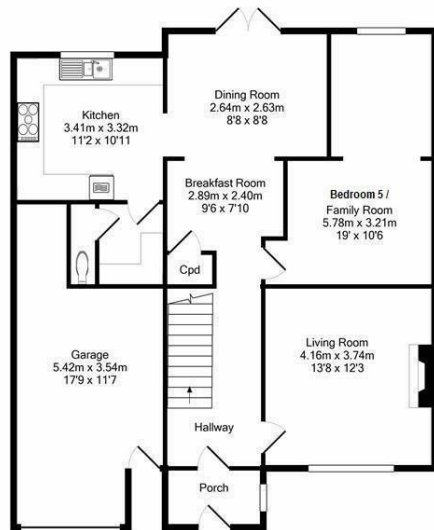 Kitchen
3.41m x 3.32m
11'2 x 10'11
Dining Room
2.64m x 2.63m
8'8 x 8'8
Breakfast Room
2.89m x 2.40m
9'6 x 7'10
Bedroom 5 /
Family Room
5.78m x 3.21m
19' x 10'6
Cpd
Garage
5.42m x 3.54m
17'9 x 11'7
Living Room
4.16m x 3.74m
13'8 x 12'3
Hallway
Porch